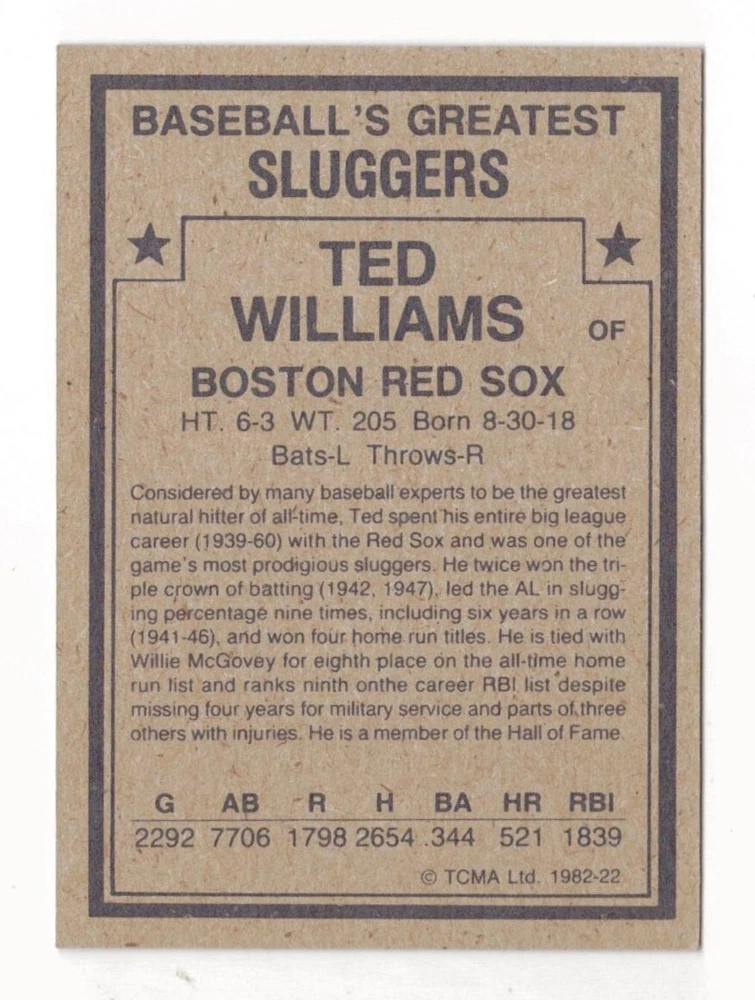 BASEBALL'S GREATEST
SLUGGERS
TED
WILLIAMS OF
BOSTON RED SOX
HT. 6-3 WT. 205 Born 8-30-18
Bats-L Throws-R
Considered by many baseball experts to be the greatest
natural hitter of all-time, Ted spent his entire big league
career (1939-60) with the Red Sox and was one of the
game's most prodigious sluggers. He twice won the tri-
ple crown of batting (1942, 1947), led the AL in slugg-
ing percentage nine times, including six years in a row
(1941-46), and won four home run titles. He is tied with
Willie McGovey for eighth place on the all-time home
run list and ranks ninth onthe career RBI list despite
missing four years for military service and parts of three
others with injuries. He is a member of the Hall of Fame.
G AB R H BA HR RBI
2292 7706 1798 2654 .344 521 1839
© TCMA Ltd. 1982-22